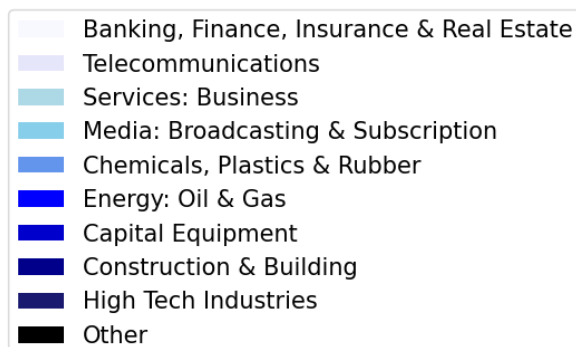 Banking, Finance, Insurance & Real Estate
Telecommunications
Services: Business
Media: Broadcasting & Subscription
Chemicals, Plastics & Rubber
Energy: Oil & Gas
Capital Equipment
Construction & Building
High Tech Industries
Other